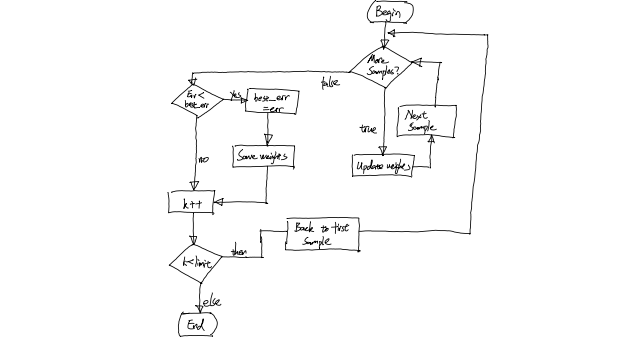 Begin
More
Samples?
false
Err <
best_err
yes
best_err
= err
true
Next
Sample
no
Save weights
Update weights
k++
Back to first
Sample
then
k<limit
else
End